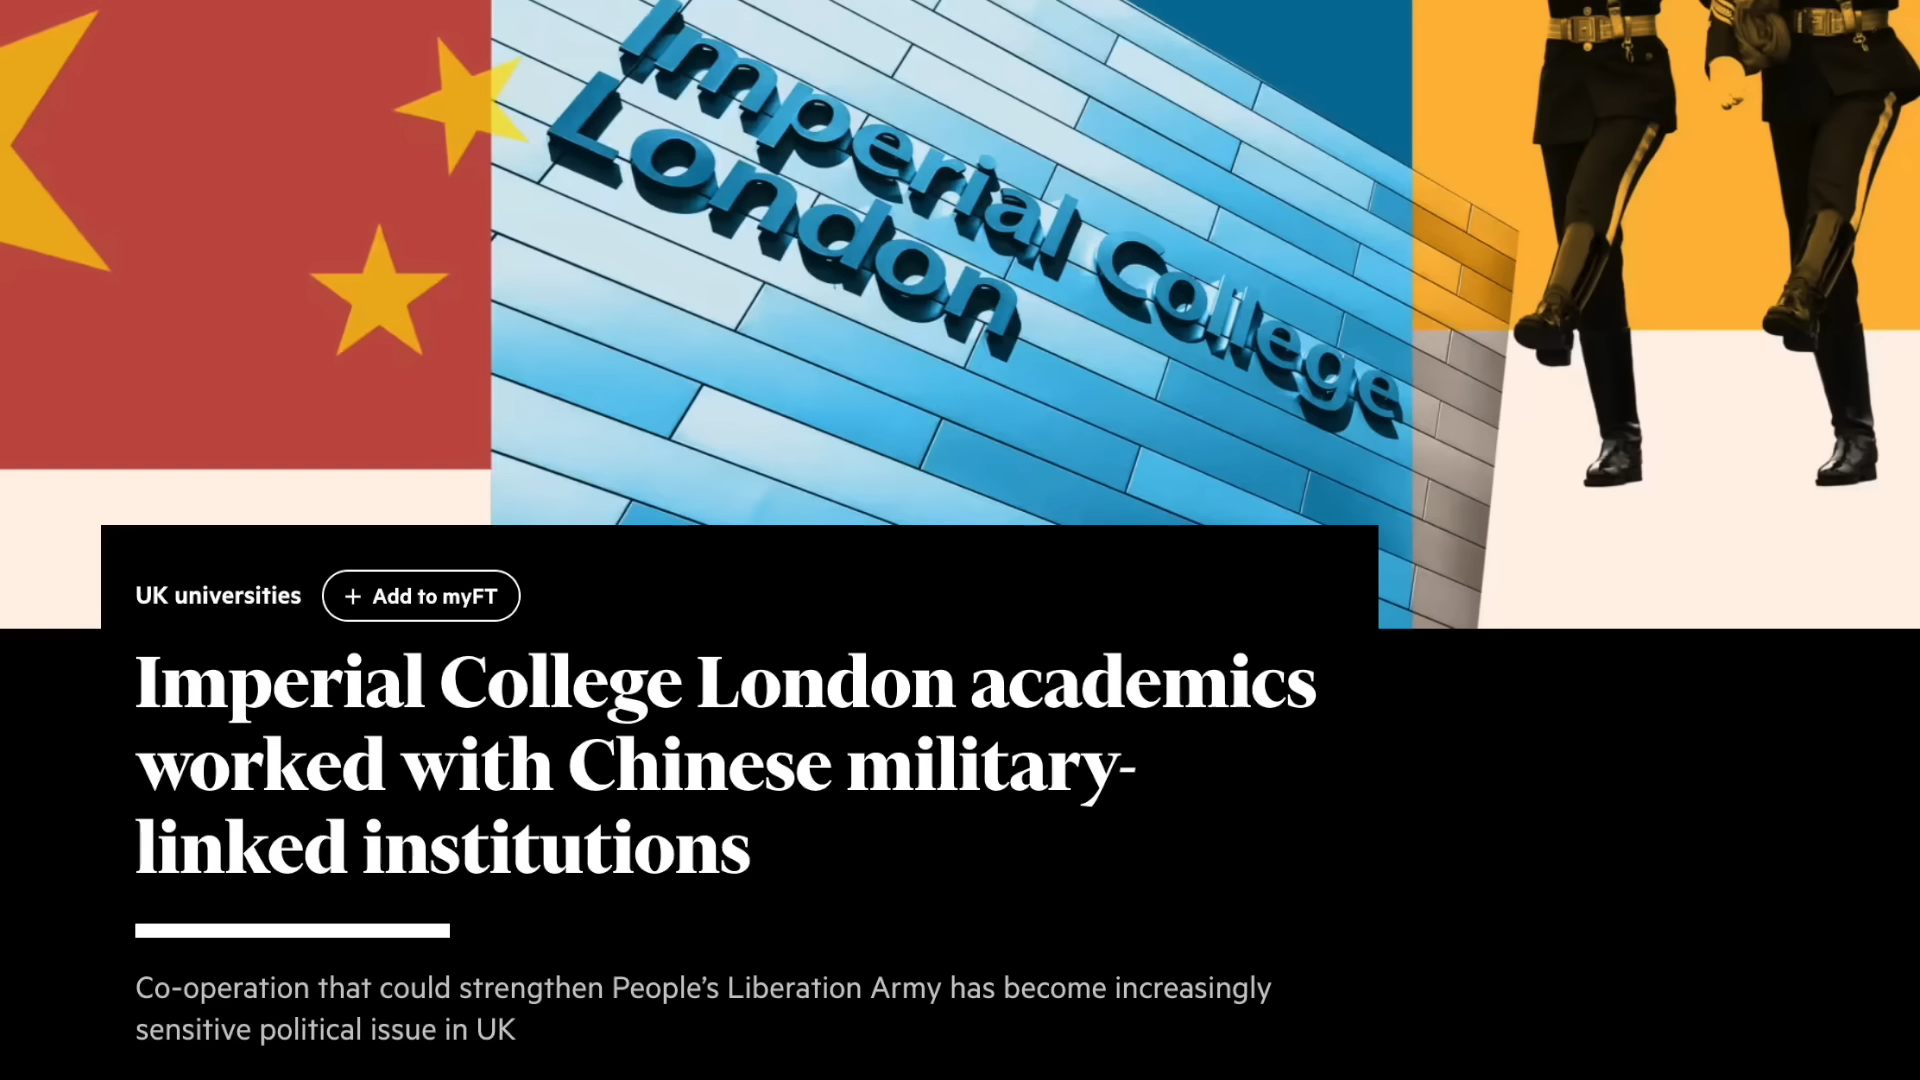 Imperial College
London
UK universities
+ Add to myFT
Imperial College London academics
worked with Chinese military-
linked institutions
Co-operation that could strengthen People’s Liberation Army has become increasingly
sensitive political issue in UK